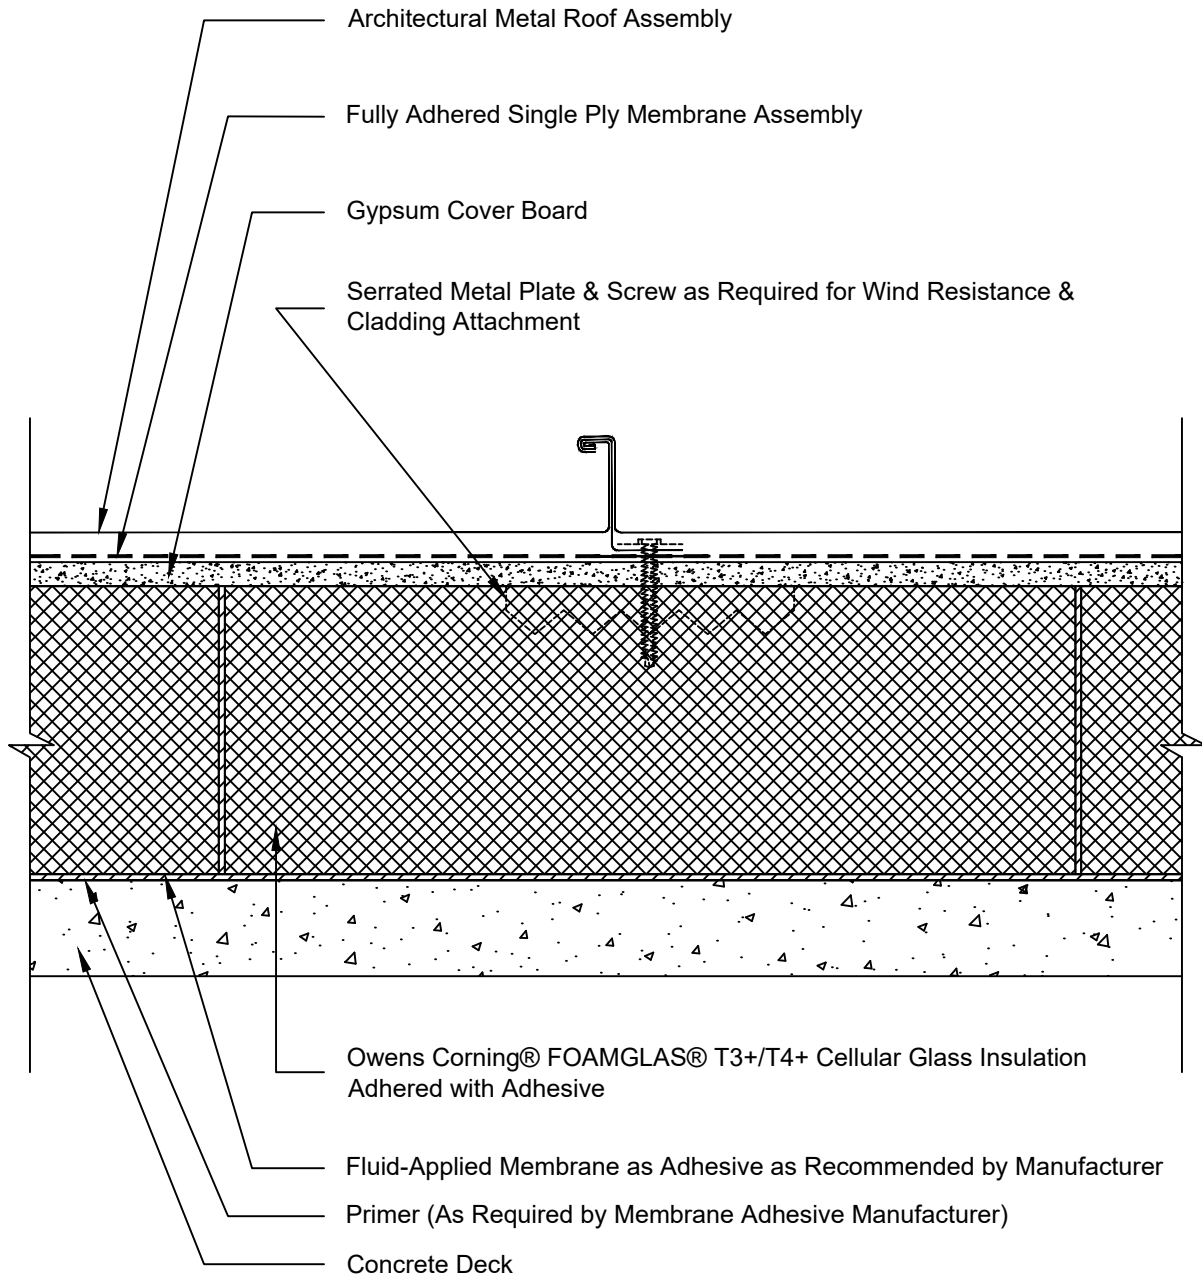 Architectural Metal Roof Assembly
Fully Adhered Single Ply Membrane Assembly
Gypsum Cover Board
Serrated Metal Plate & Screw as Required for Wind Resistance &
Cladding Attachment
Owens Corning® FOAMGLAS® T3+/T4+ Cellular Glass Insulation
Adhered with Adhesive
Fluid-Applied Membrane as Adhesive as Recommended by Manufacturer
Primer (As Required by Membrane Adhesive Manufacturer)
Concrete Deck